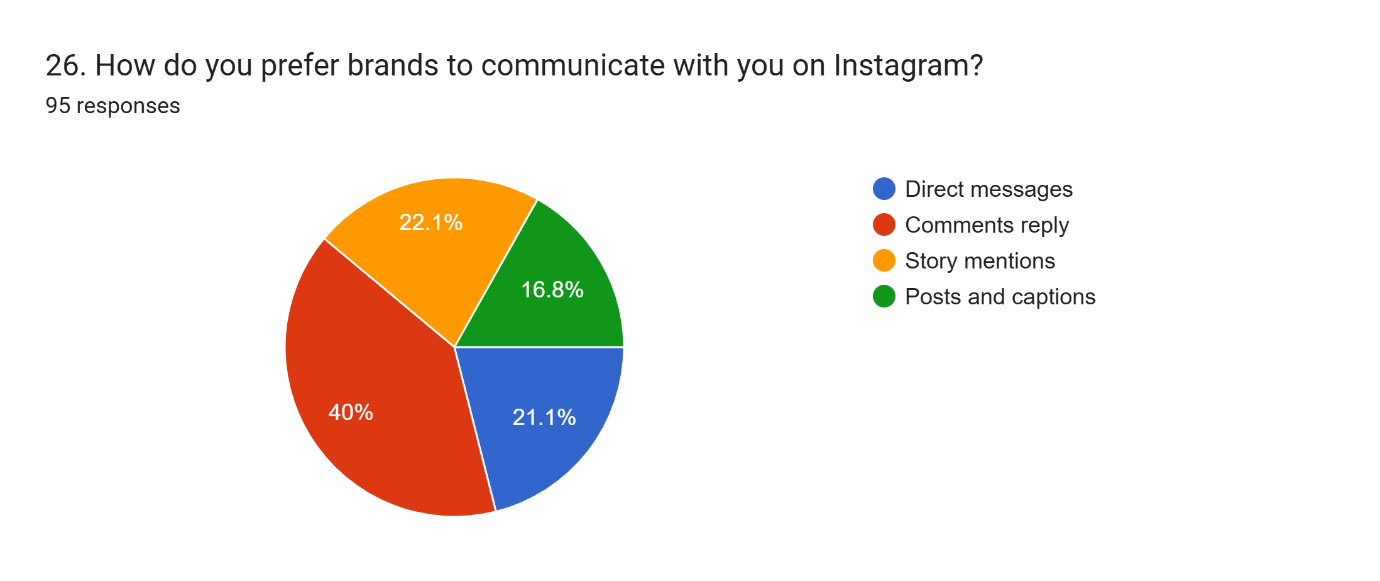 26. How do you prefer brands to communicate with you on Instagram?
95 responses
22.1%
16.8%
40%
21.1%
Direct messages
Comments reply
Story mentions
Posts and captions